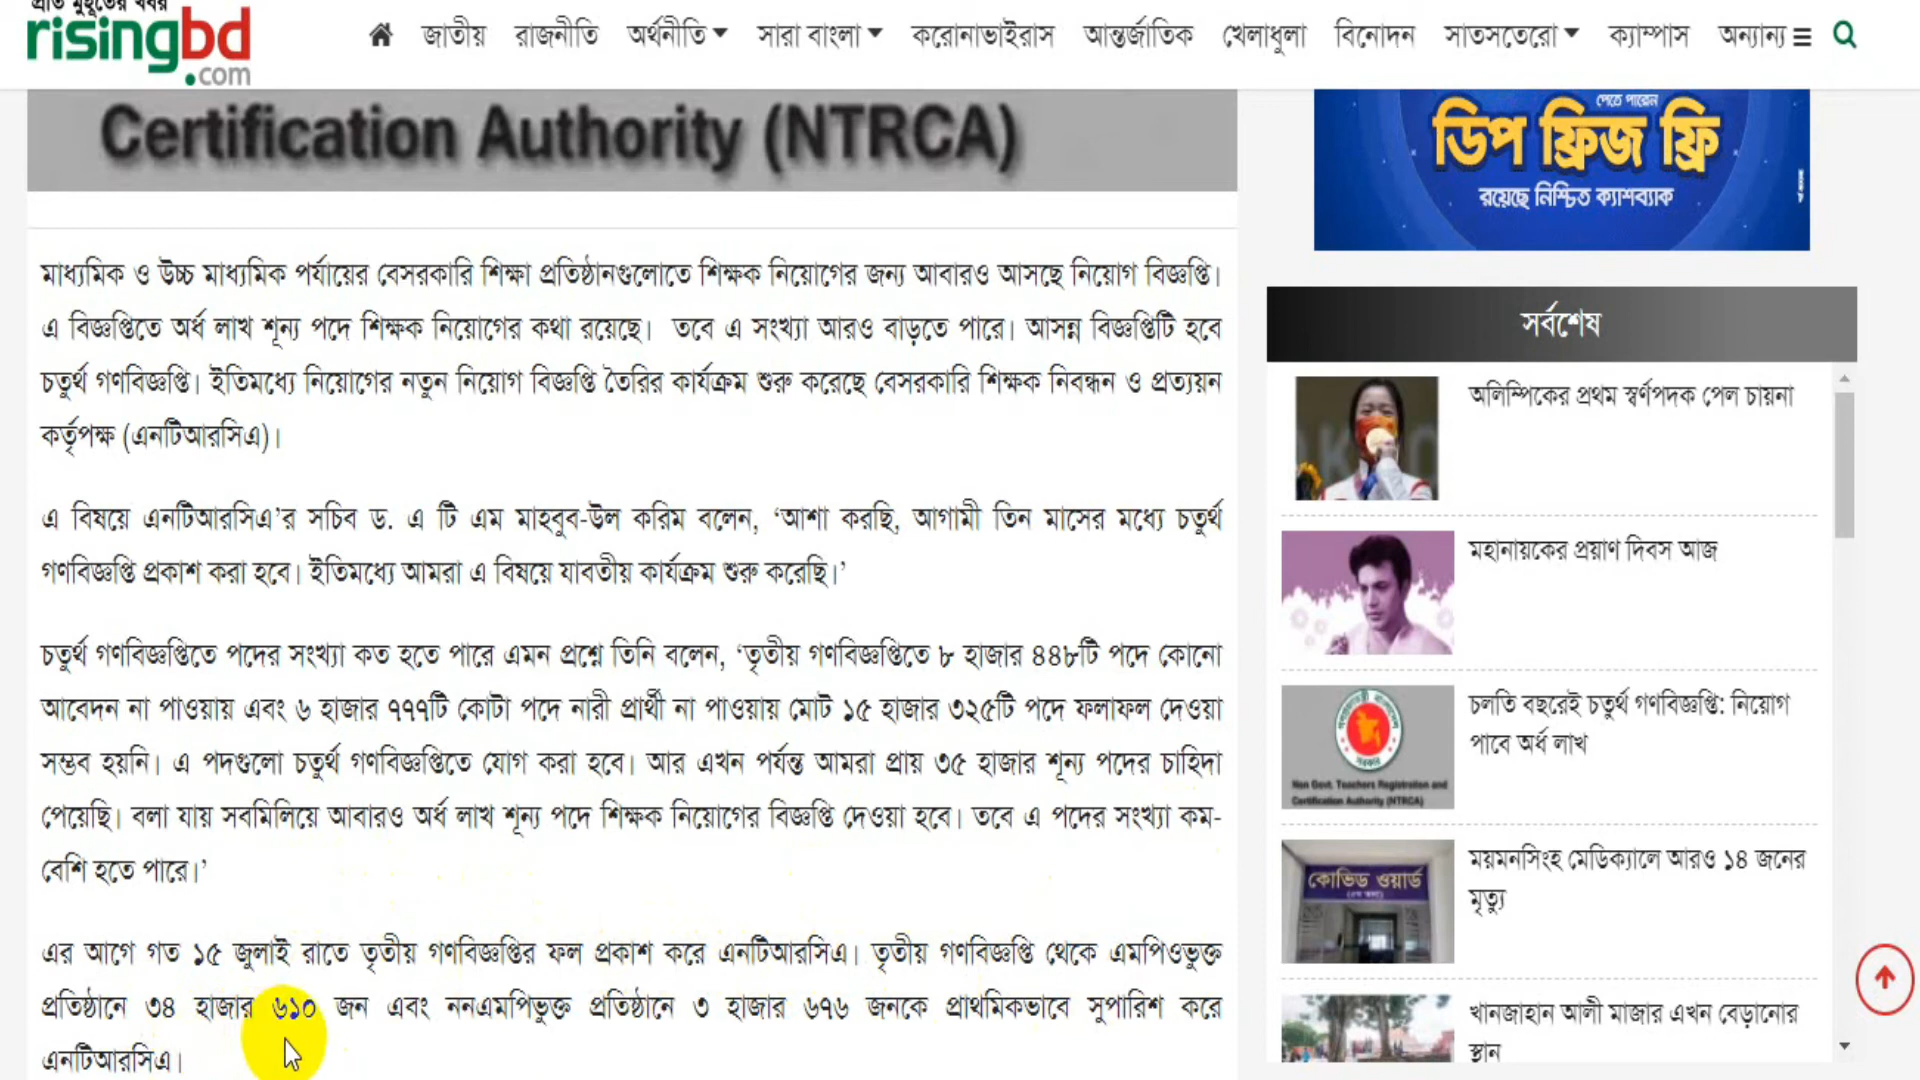 প্রতি মুহূর্তের খবর
risingbd
.com
জাতীয় রাজনীতি অর্থনীতি সারা বাংলা করোনাভাইরাস আন্তর্জাতিক খেলাধুলা বিনোদন সাতসতেরো ক্যাম্পাস অন্যান্য
Certification Authority (NTRCA)
মাধ্যমিক ও উচ্চ মাধ্যমিক পর্যায়ের বেসরকারি শিক্ষা প্রতিষ্ঠানগুলোতে শিক্ষক নিয়োগের জন্য আবারও আসছে নিয়োগ বিজ্ঞপ্তি।
এ বিজ্ঞপ্তিতে অর্ধ লাখ শূন্য পদে শিক্ষক নিয়োগের কথা রয়েছে। তবে এ সংখ্যা আরও বাড়তে পারে। আসন্ন বিজ্ঞপ্তিটি হবে
চতুর্থ গণবিজ্ঞপ্তি। ইতিমধ্যে নিয়োগের নতুন নিয়োগ বিজ্ঞপ্তি তৈরির কার্যক্রম শুরু করেছে বেসরকারি শিক্ষক নিবন্ধন ও প্রত্যয়ন
কর্তৃপক্ষ (এনটিআরসিএ)।
এ বিষয়ে এনটিআরসিএ’র সচিব ড. এ টি এম মাহবুব-উল করিম বলেন, ‘আশা করছি, আগামী তিন মাসের মধ্যে চতুর্থ
গণবিজ্ঞপ্তি প্রকাশ করা হবে। ইতিমধ্যে আমরা এ বিষয়ে যাবতীয় কার্যক্রম শুরু করেছি।’
চতুর্থ গণবিজ্ঞপ্তিতে পদের সংখ্যা কত হতে পারে এমন প্রশ্নে তিনি বলেন, ‘তৃতীয় গণবিজ্ঞপ্তিতে ৮ হাজার ৪৪৮টি পদে কোনো
আবেদন না পাওয়ায় এবং ৬ হাজার ৭৭৭টি কোটা পদে নারী প্রার্থী না পাওয়ায় মোট ১৫ হাজার ৩২৫টি পদে ফলাফল দেওয়া
সম্ভব হয়নি। এ পদগুলো চতুর্থ গণবিজ্ঞপ্তিতে যোগ করা হবে। আর এখন পর্যন্ত আমরা প্রায় ৩৫ হাজার শূন্য পদের চাহিদা
পেয়েছি। বলা যায় সবমিলিয়ে আবারও অর্ধ লাখ শূন্য পদে শিক্ষক নিয়োগের বিজ্ঞপ্তি দেওয়া হবে। তবে এ পদের সংখ্যা কম-
বেশি হতে পারে।’
এর আগে গত ১৫ জুলাই রাতে তৃতীয় গণবিজ্ঞপ্তির ফল প্রকাশ করে এনটিআরসিএ। তৃতীয় গণবিজ্ঞপ্তি থেকে এমপিওভুক্ত
প্রতিষ্ঠানে ৩৪ হাজার ৬১০ জন এবং ননএমপিভুক্ত প্রতিষ্ঠানে ৩ হাজার ৬৭৬ জনকে প্রাথমিকভাবে সুপারিশ করে
এনটিআরসিএ।
পেতে পারেন
ডিপ ফ্রিজ ফ্রি
রয়েছে নিশ্চিত ক্যাশব্যাক
সর্বশেষ
অলিম্পিকের প্রথম স্বর্ণপদক পেল চায়না
মহানায়কের প্রয়াণ দিবস আজ
চলতি বছরেই চতুর্থ গণবিজ্ঞপ্তি: নিয়োগ
পাবে অর্ধ লাখ
Non Govt. Teachers Registration and
Certification Authority (NTRCA)
ময়মনসিংহ মেডিক্যালে আরও ১৪ জনের
মৃত্যু
কোভিড ওয়ার্ড
খানজাহান আলী মাজার এখন বেড়ানোর
স্থান